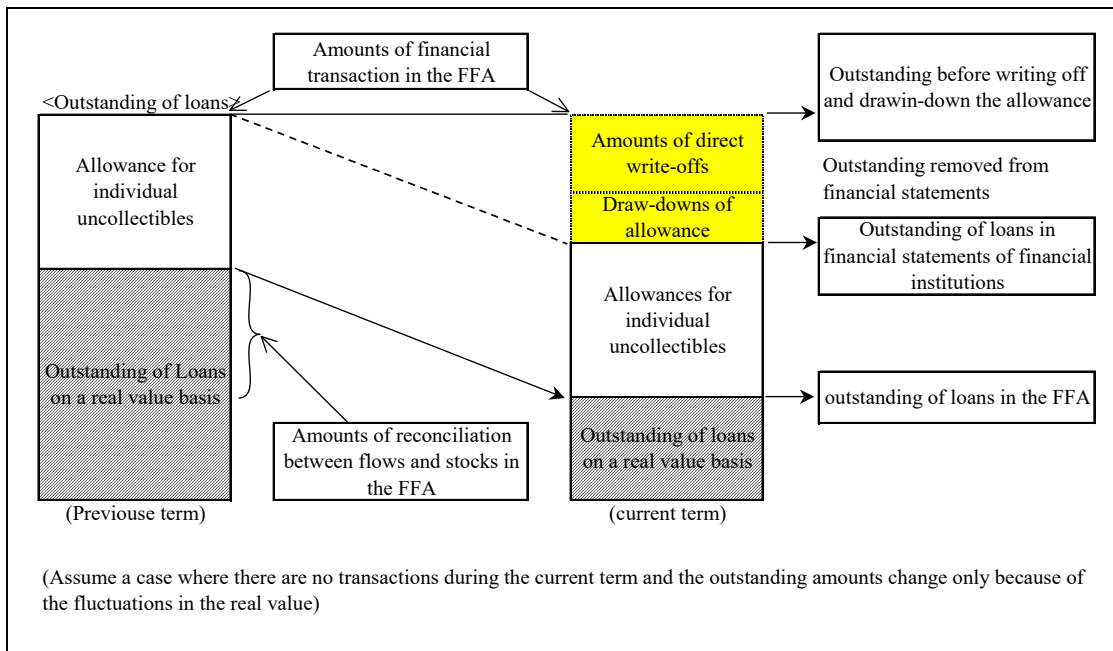 Amounts of financial
transaction in the FFA
Outstanding before writing off
and drawin-down the allowance
<Outstanding of loans>
Allowance for
individual
uncollectibles
Amounts of direct
write-offs
Outstanding removed from
financial statements
Draw-downs of
allowance
Outstanding of loans in
financial statements of financial
institutions
Allowances for
individual
uncollectibles
Outstanding of Loans
on a real value basis
outstanding of loans in the FFA
Amounts of reconciliation
between flows and stocks in
the FFA
Outstanding of loans
on a real value basis
(Previouse term)
(current term)
(Assume a case where there are no transactions during the current term and the outstanding amounts change only because of
the fluctuations in the real value)